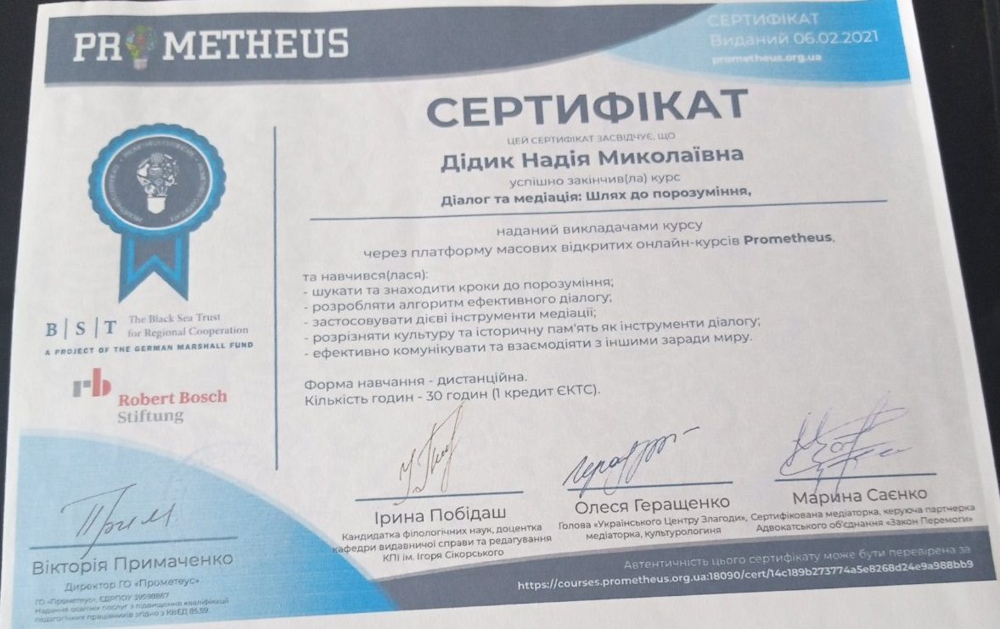 PROMETHEUS
СЕРТИФІКАТ
Виданий 06.02.2021
prometheus.org.ua
СЕРТИФІКАТ
ЦЕЙ СЕРТИФІКАТ ЗАСВІДЧУЄ, ЩО
Дідик Надія Миколаївна
успішно закінчив(ла) курс
Діалог та медіація: Шлях до порозуміння,
наданий викладачами курсу
через платформу масових відкритих онлайн-курсів Prometheus,
та навчився(лася):
- шукати та знаходити кроки до порозуміння;
- розробляти алгоритм ефективного діалогу;
- застосовувати дієві інструменти медіації;
- розрізняти культуру та історичну пам'ять як інструменти діалогу;
- ефективно комунікувати та взаємодіяти з іншими заради миру.
Форма навчання - дистанційна.
Кількість годин - 30 годин (1 кредит ЄКТС).
B | S | T
The Black Sea Trust
for Regional Cooperation
A PROJECT OF THE GERMAN MARSHALL FUND
rb
Robert Bosch
Stiftung
Вікторія Примаченко
Директор ГО «Прометеус»
ГО «Прометеус», ЄДРПОУ 39598867
Надання освітніх послуг з підвищення кваліфікації
педагогічних працівників згідно з КВЕД 85.59.
Ірина Побідаш
Кандидатка філологічних наук, доцентка
кафедри видавничої справи та редагування
КПІ ім. Ігоря Сікорського
Олеся Геращенко
Голова «Українського Центру Злагоди»,
медіаторка, культурологиня
Марина Саєнко
Сертифікована медіаторка, керуюча партнерка
Адвокатського об'єднання «Закон Перемоги»
Автентичність цього сертифікату може бути перевірена за
https://courses.prometheus.org.ua:18090/cert/14c189b273774a5e8268d24e9a988bb9